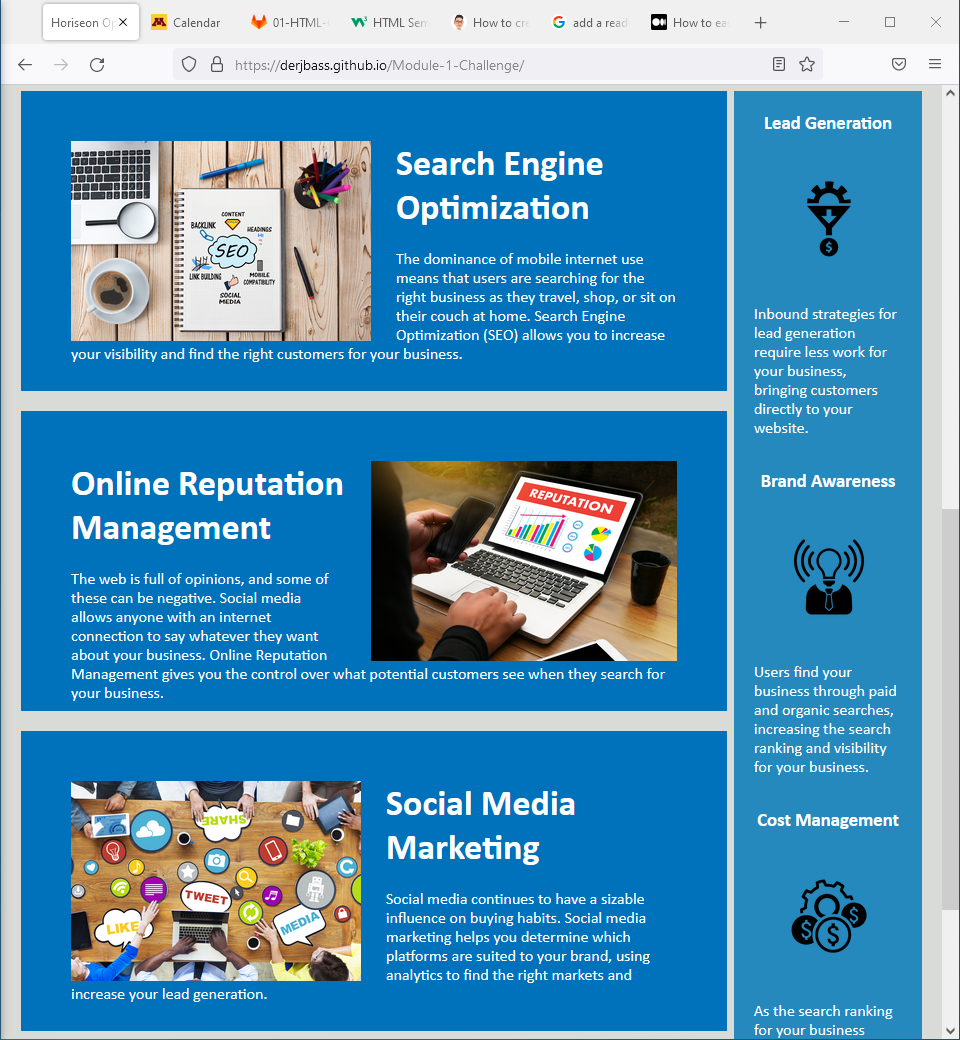 Horiseon Op
Calendar
01-HTML-
HTML Sem
How to cre
add a read
How to eas
https://derjbass.github.io/Module-1-Challenge/
Search Engine
Optimization
The dominance of mobile internet use
means that users are searching for the
right business as they travel, shop, or sit on
their couch at home. Search Engine
Optimization (SEO) allows you to increase
your visibility and find the right customers for your business.
CONTENT
BACKLINK
HEADINGS
SEO
LINK BUILDING
MOBILE
COMPATIBILITY
SOCIAL
MEDIA
Online Reputation
Management
The web is full of opinions, and some of
these can be negative. Social media
allows anyone with an internet
connection to say whatever they want
about your business. Online Reputation
Management gives you the control over what potential customers see when they search for
your business.
REPUTATION
Social Media
Marketing
Social media continues to have a sizable
influence on buying habits. Social media
marketing helps you determine which
platforms are suited to your brand, using
analytics to find the right markets and
increase your lead generation.
SHARE
TWEET
LIKE
MEDIA
Lead Generation
$
Inbound strategies for
lead generation
require less work for
your business,
bringing customers
directly to your
website.
Brand Awareness
Users find your
business through paid
and organic searches,
increasing the search
ranking and visibility
for your business.
Cost Management
$ $ $
As the search ranking
for your business